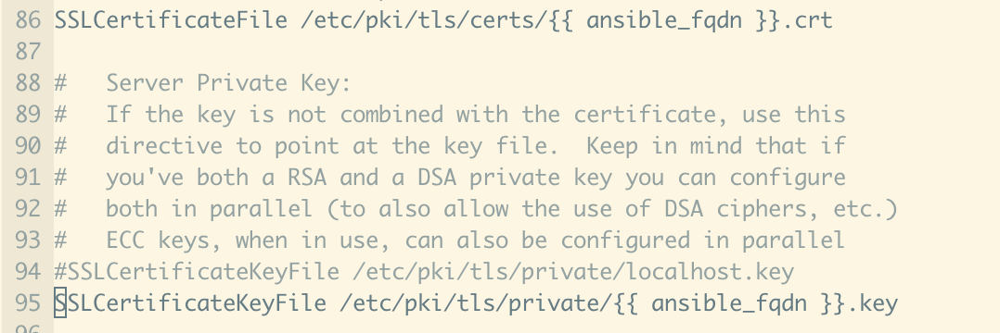 86 SSLCertificateFile /etc/pki/tls/certs/{{ ansible_fqdn }}.crt
87
88 #   Server Private Key:
89 #   If the key is not combined with the certificate, use this
90 #   directive to point at the key file.  Keep in mind that if
91 #   you've both a RSA and a DSA private key you can configure
92 #   both in parallel (to also allow the use of DSA ciphers, etc.)
93 #   ECC keys, when in use, can also be configured in parallel
94 #SSLCertificateKeyFile /etc/pki/tls/private/localhost.key
95 SSLCertificateKeyFile /etc/pki/tls/private/{{ ansible_fqdn }}.key